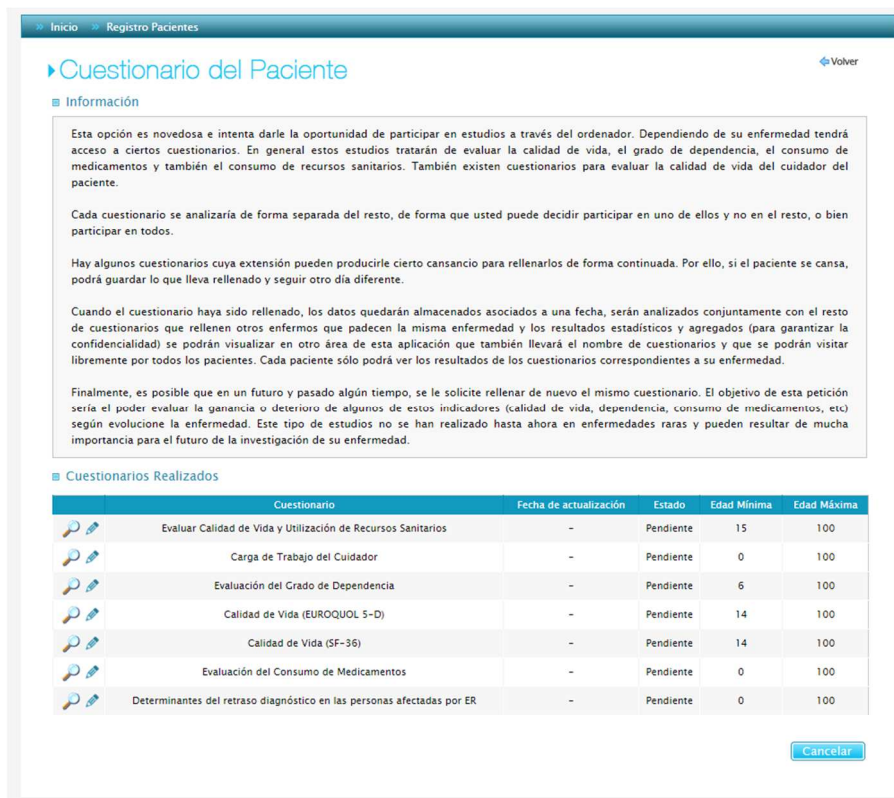 » Inicio » Registro Pacientes
Cuestionario del Paciente
Volver
Información
Esta opción es novedosa e intenta darle la oportunidad de participar en estudios a través del ordenador. Dependiendo de su enfermedad tendrá
acceso a ciertos cuestionarios. En general estos estudios tratarán de evaluar la calidad de vida, el grado de dependencia, el consumo de
medicamentos y también el consumo de recursos sanitarios. También existen cuestionarios para evaluar la calidad de vida del cuidador del
paciente.
Cada cuestionario se analizaría de forma separada del resto, de forma que usted puede decidir participar en uno de ellos y no en el resto, o bien
participar en todos.
Hay algunos cuestionarios cuya extensión pueden producirle cierto cansancio para rellenarlos de forma continuada. Por ello, si el paciente se cansa,
podrá guardar lo que lleva rellenado y seguir otro día diferente.
Cuando el cuestionario haya sido rellenado, los datos quedarán almacenados asociados a una fecha, serán analizados conjuntamente con el resto
de cuestionarios que rellenen otros enfermos que padecen la misma enfermedad y los resultados estadísticos y agregados (para garantizar la
confidencialidad) se podrán visualizar en otro área de esta aplicación que también llevará el nombre de cuestionarios y que se podrán visitar
libremente por todos los pacientes. Cada paciente sólo podrá ver los resultados de los cuestionarios correspondientes a su enfermedad.
Finalmente, es posible que en un futuro y pasado algún tiempo, se le solicite rellenar de nuevo el mismo cuestionario. El objetivo de esta petición
sería el poder evaluar la ganancia o deterioro de algunos de estos indicadores (calidad de vida, dependencia, consumo de medicamentos, etc)
según evolucione la enfermedad. Este tipo de estudios no se han realizado hasta ahora en enfermedades raras y pueden resultar de mucha
importancia para el futuro de la investigación de su enfermedad.
Cuestionarios Realizados
Cuestionario Fecha de actualización Estado Edad Mínima Edad Máxima
Evaluar Calidad de Vida y Utilización de Recursos Sanitarios - Pendiente 15 100
Carga de Trabajo del Cuidador - Pendiente 0 100
Evaluación del Grado de Dependencia - Pendiente 6 100
Calidad de Vida (EUROQUOL 5-D) - Pendiente 14 100
Calidad de Vida (SF-36) - Pendiente 14 100
Evaluación del Consumo de Medicamentos - Pendiente 0 100
Determinantes del retraso diagnóstico en las personas afectadas por ER - Pendiente 0 100
Cancelar